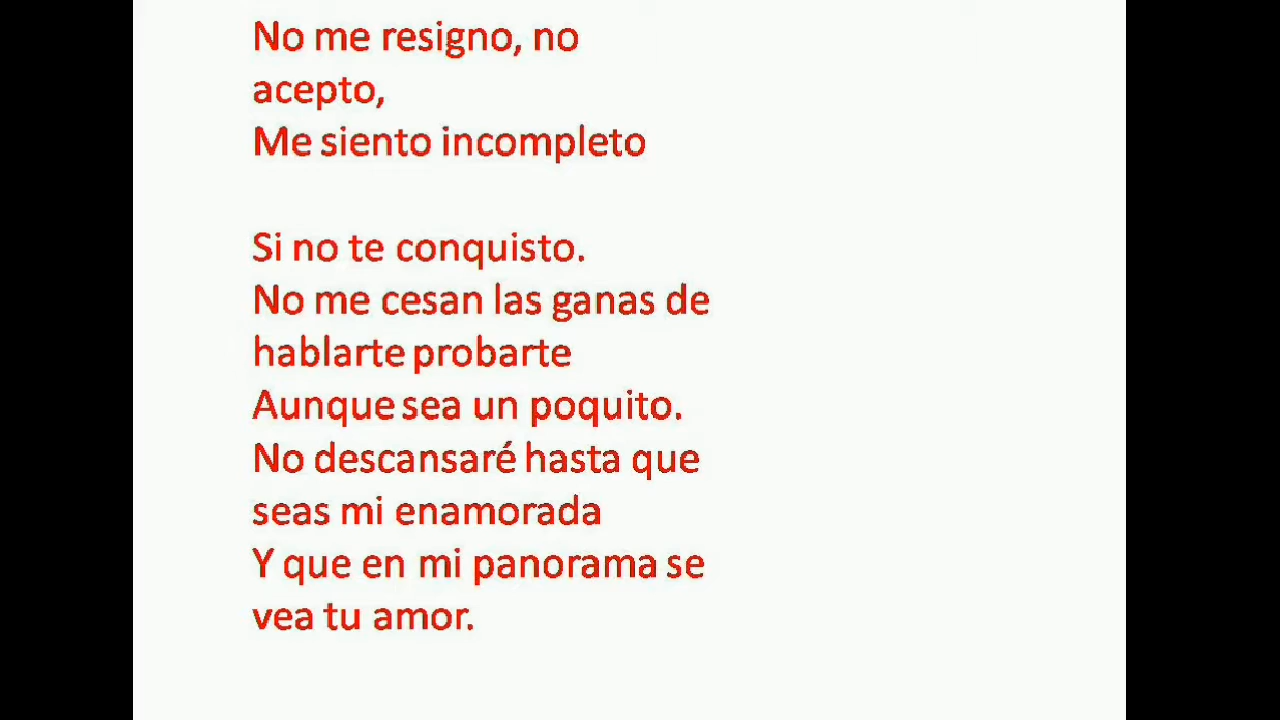 No me resigno, no
acepto,
Me siento incompleto
Si no te conquisto.
No me cesan las ganas de
hablarte probarte
Aunque sea un poquito.
No descansaré hasta que
seas mi enamorada
Y que en mi panorama se
vea tu amor.